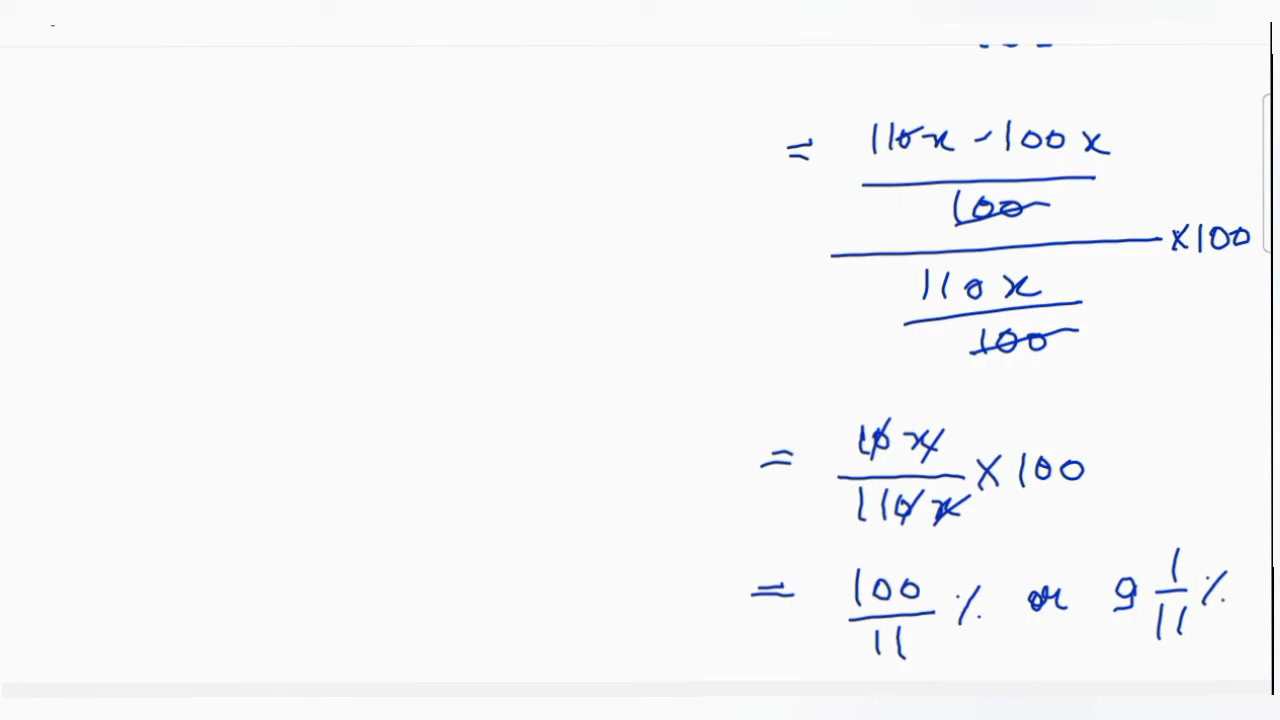 = 110x - 100x
100
× 100
110x
100
= 10x
110x
× 100
= 100
11
% or 9 1
11
%